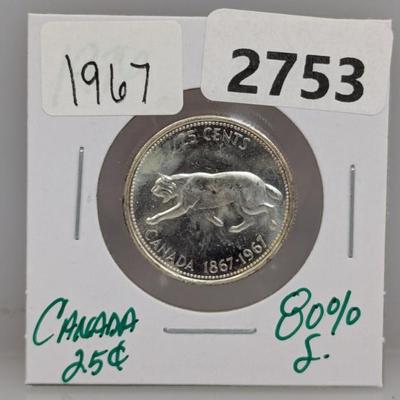 1967
2753
25 CENTS
CANADA 1867-1967
CANADA
25¢
80%
S.